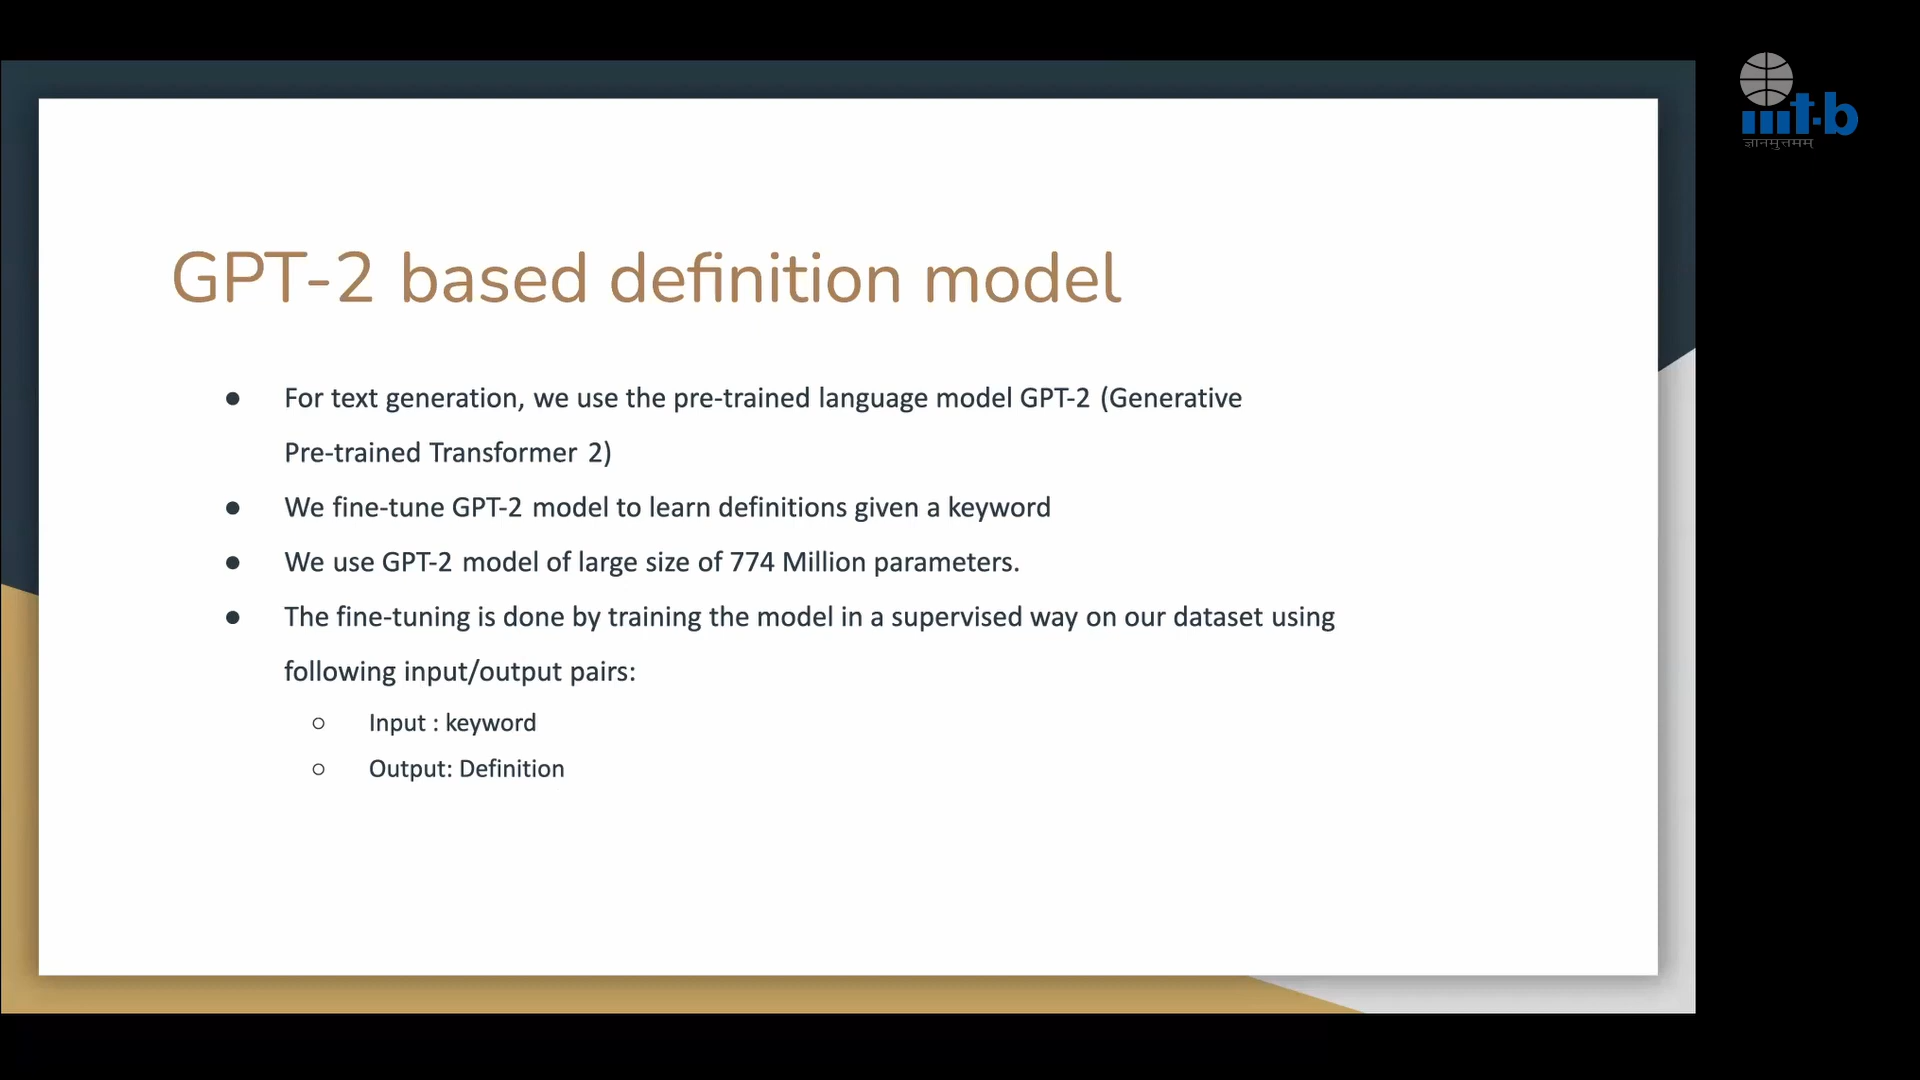 iiit-b
ज्ञानमुत्तमम्
GPT-2 based definition model
● For text generation, we use the pre-trained language model GPT-2 (Generative
Pre-trained Transformer 2)
● We fine-tune GPT-2 model to learn definitions given a keyword
● We use GPT-2 model of large size of 774 Million parameters.
● The fine-tuning is done by training the model in a supervised way on our dataset using
following input/output pairs:
○ Input : keyword
○ Output: Definition